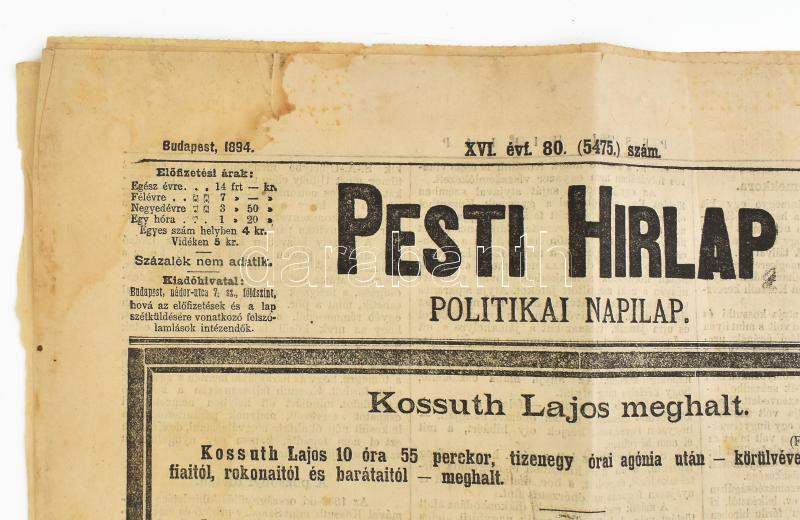 Budapest, 1894.
XVI. évf. 80. (5475.) szám.
Előfizetési árak:
Egész évre. . . 14 frt — kr.
Félévre . . 7 » — »
Negyedévre 3 » 50 »
Egy hóra . . 1 » 20 »
Egyes szám helyben 4 kr.
Vidéken 5 kr.
Százalék nem adatik.
Kiadóhivatal:
Budapest, nádor-utca 7. sz., földszint,
hová az előfizetések és a lap
szétküldésére vonatkozó felszó-
lamlások intézendők.
PESTI HIRLAP
POLITIKAI NAPILAP.
darabanth
Kossuth Lajos meghalt.
Kossuth Lajos 10 óra 55 perckor, tizenegy órai agónia után — körülvéve
fiaitól, rokonaitól és barátaitól — meghalt.